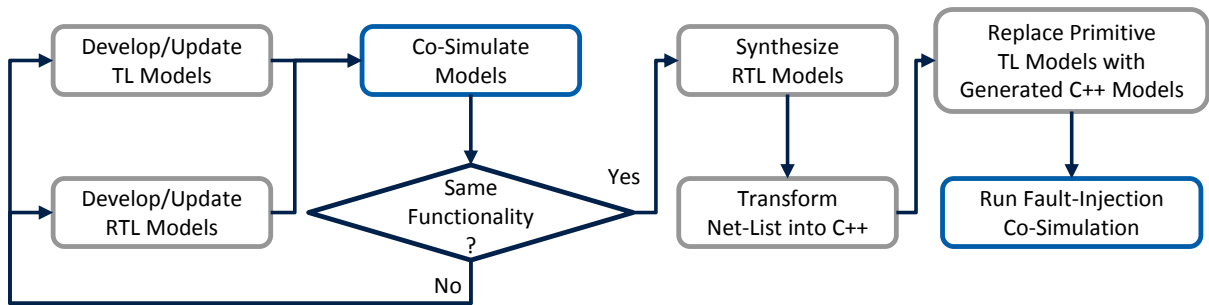 Develop/Update
TL Models
Develop/Update
RTL Models
Co-Simulate
Models
Same
Functionality
?
Yes
No
Synthesize
RTL Models
Transform
Net-List into C++
Replace Primitive
TL Models with
Generated C++ Models
Run Fault-Injection
Co-Simulation